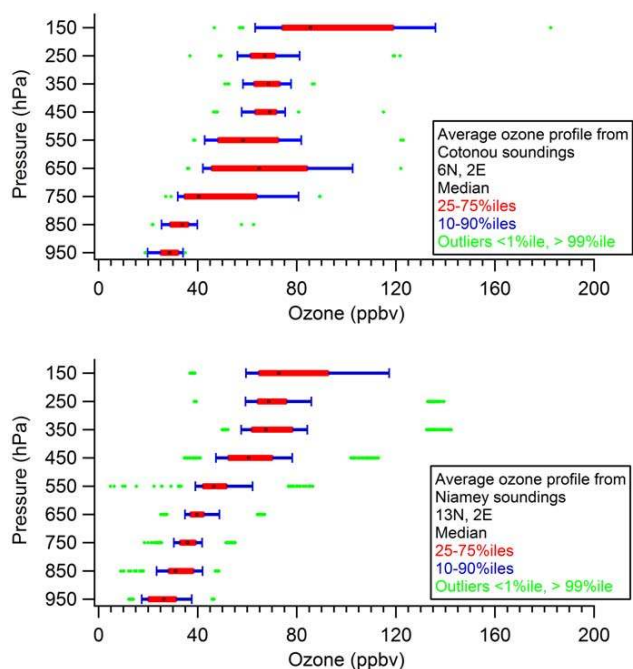 150
250
350
450
550
650
750
850
950
Pressure (hPa)
Average ozone profile from
Cotonou soundings
6N, 2E
Median
25-75%iles
10-90%iles
Outliers <1%ile, > 99%ile
0 40 80 120 160 200
Ozone (ppbv)
150
250
350
450
550
650
750
850
950
Pressure (hPa)
Average ozone profile from
Niamey soundings
13N, 2E
Median
25-75%iles
10-90%iles
Outliers <1%ile, > 99%ile
0 40 80 120 160 200
Ozone (ppbv)